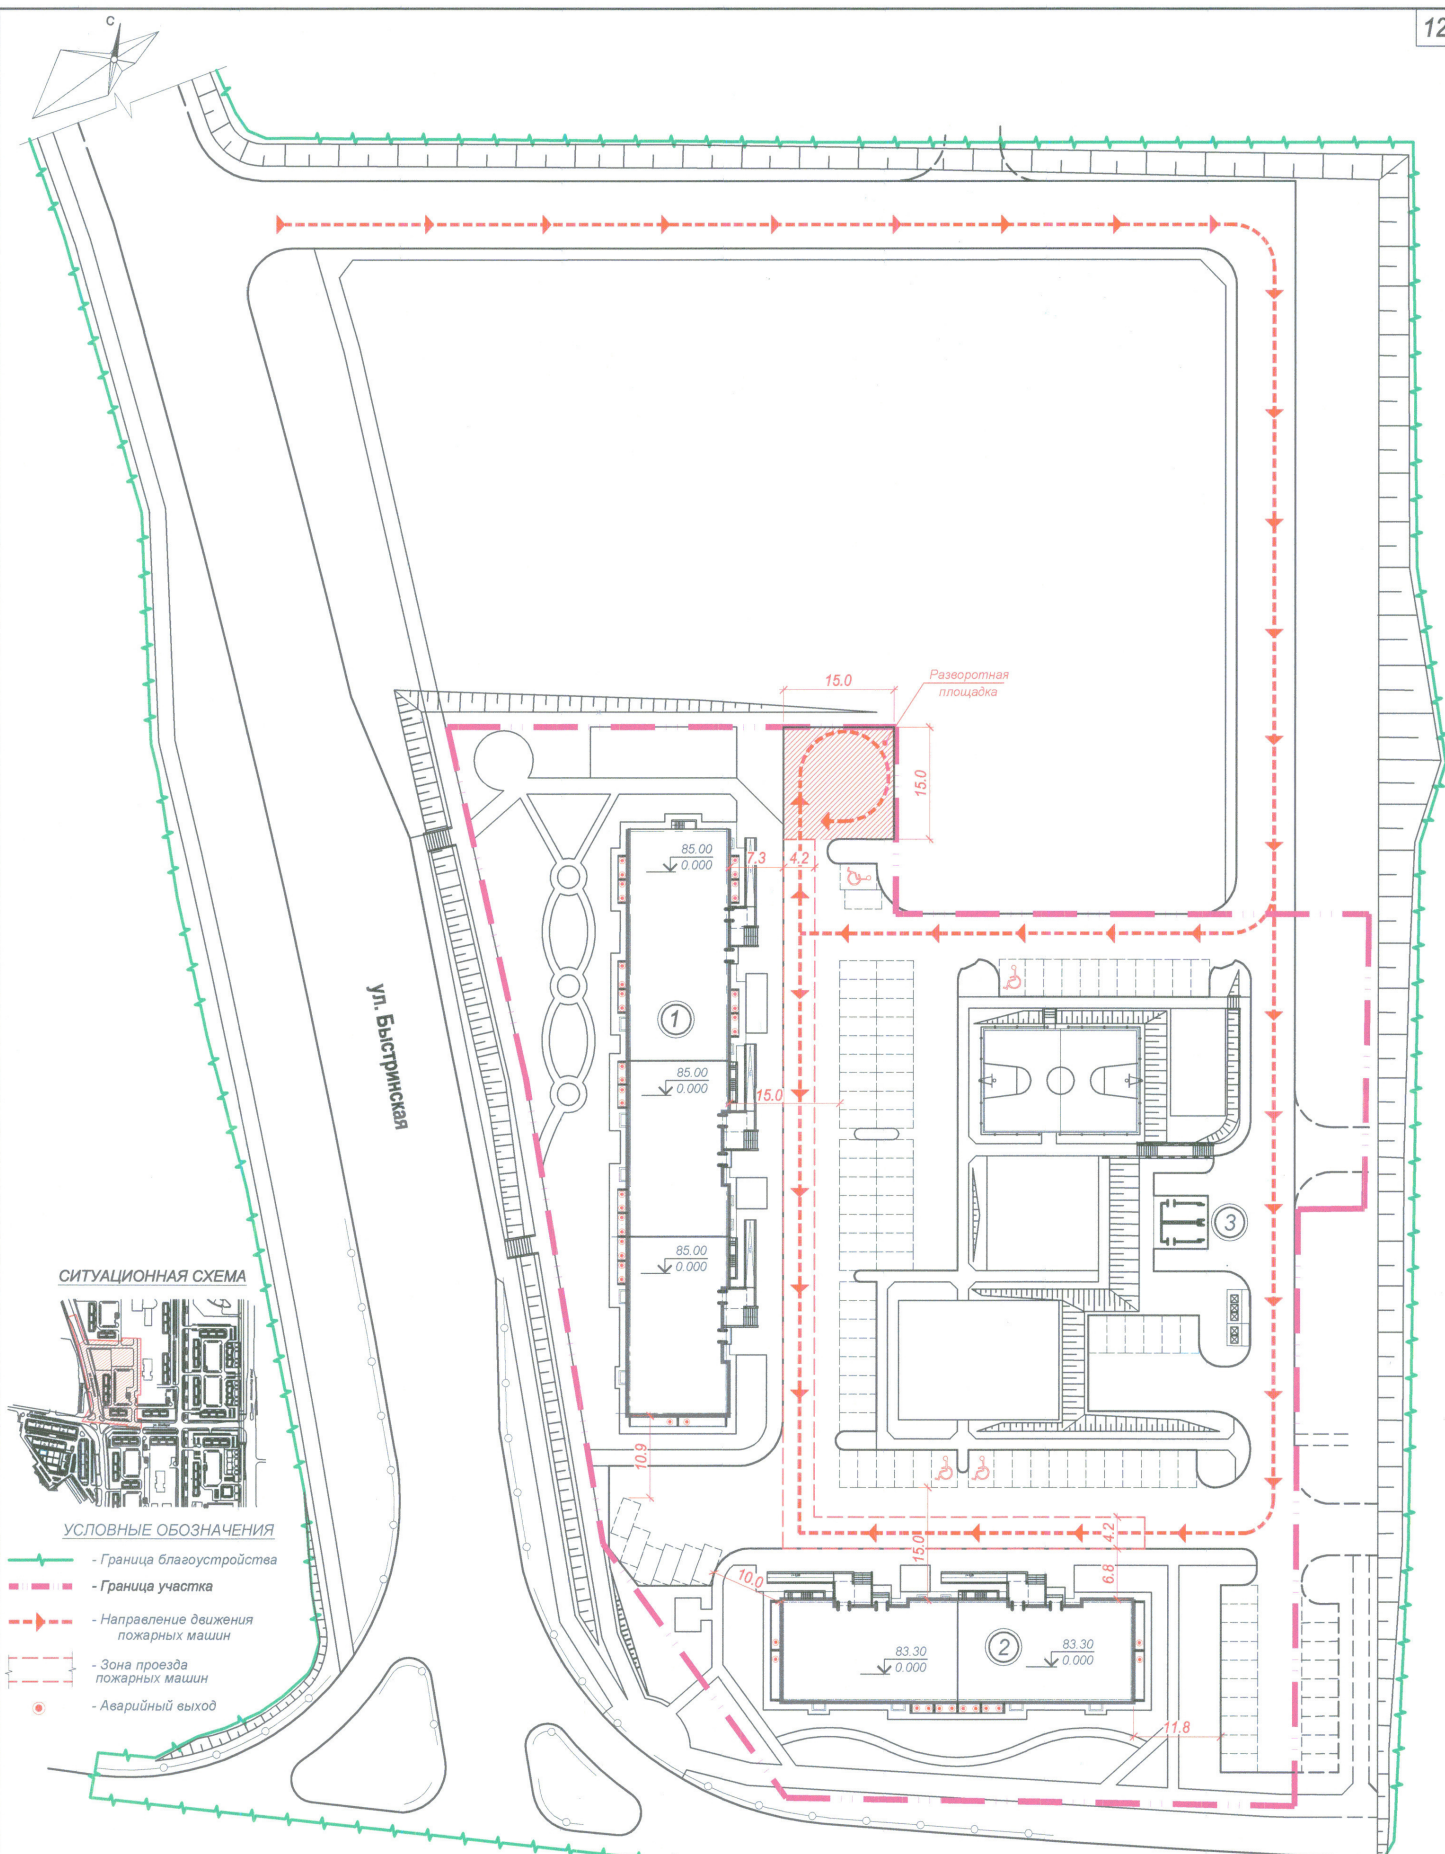 С
12
Разворотная
площадка
15.0
15.0
85.00
0.000
7.3
4.2
1
85.00
0.000
15.0
ул. Быстринская
3
85.00
0.000
СИТУАЦИОННАЯ СХЕМА
10.9
УСЛОВНЫЕ ОБОЗНАЧЕНИЯ
- Граница благоустройства
- Граница участка
- Направление движения
пожарных машин
- Зона проезда
пожарных машин
- Аварийный выход
15.0
4.2
6.8
10.0
2
83.30
0.000
83.30
0.000
11.8